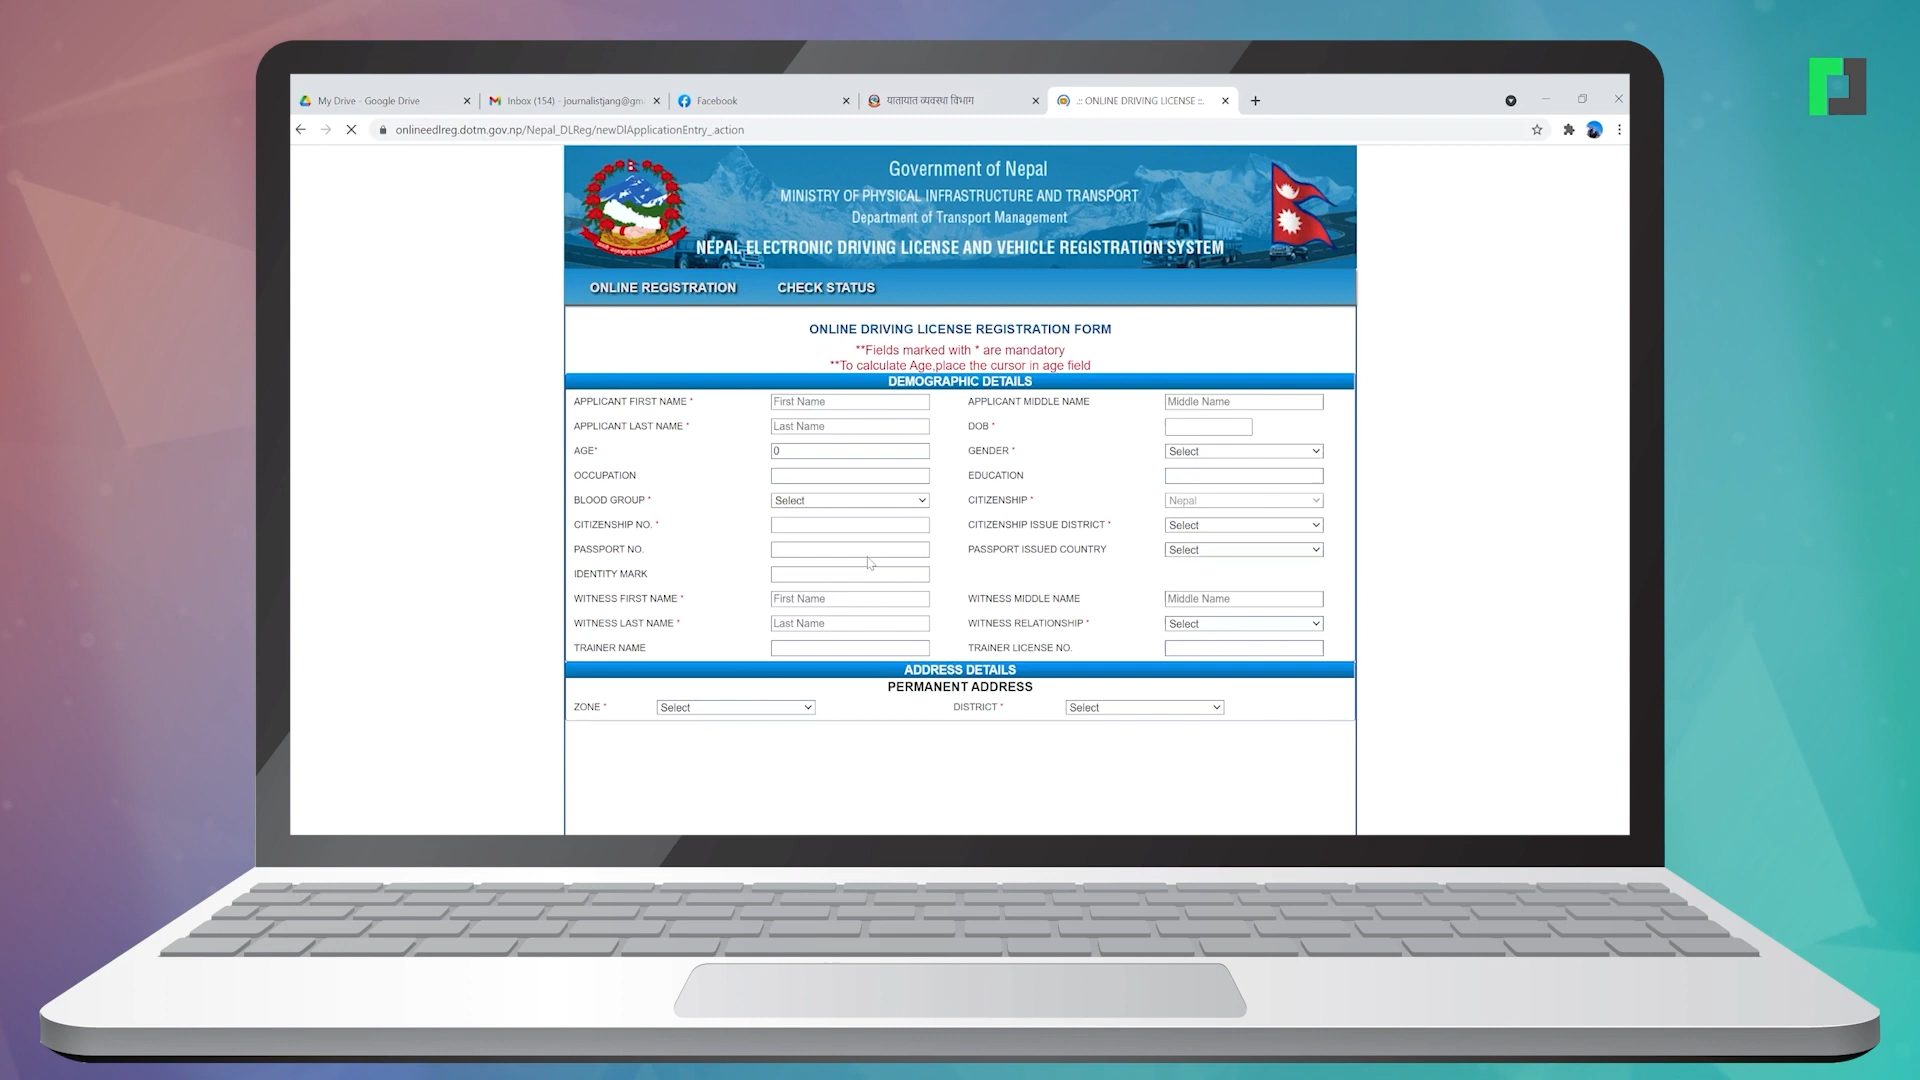 My Drive - Google Drive
Inbox (154) - journalistjang@gm
Facebook
यातायात व्यवस्था विभाग
.:: ONLINE DRIVING LICENSE ::.
onlineedlreg.dotm.gov.np/Nepal_DLReg/newDlApplicationEntry_action
Government of Nepal
MINISTRY OF PHYSICAL INFRASTRUCTURE AND TRANSPORT
Department of Transport Management
NEPAL ELECTRONIC DRIVING LICENSE AND VEHICLE REGISTRATION SYSTEM
ONLINE REGISTRATION CHECK STATUS
ONLINE DRIVING LICENSE REGISTRATION FORM
**Fields marked with * are mandatory
**To calculate Age,place the cursor in age field
DEMOGRAPHIC DETAILS
APPLICANT FIRST NAME * First Name APPLICANT MIDDLE NAME Middle Name
APPLICANT LAST NAME * Last Name DOB *
AGE* 0 GENDER * Select
OCCUPATION EDUCATION
BLOOD GROUP * Select CITIZENSHIP * Nepal
CITIZENSHIP NO. * CITIZENSHIP ISSUE DISTRICT * Select
PASSPORT NO. PASSPORT ISSUED COUNTRY Select
IDENTITY MARK
WITNESS FIRST NAME * First Name WITNESS MIDDLE NAME Middle Name
WITNESS LAST NAME * Last Name WITNESS RELATIONSHIP * Select
TRAINER NAME TRAINER LICENSE NO.
ADDRESS DETAILS
PERMANENT ADDRESS
ZONE * Select DISTRICT * Select